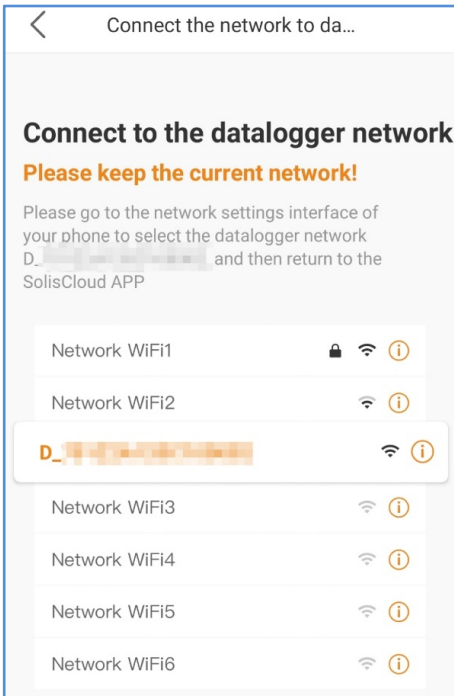 Connect the network to da...
Connect to the datalogger network
Please keep the current network!
Please go to the network settings interface of
your phone to select the datalogger network
D_ and then return to the
SolisCloud APP
Network WiFi1
Network WiFi2
D_
Network WiFi3
Network WiFi4
Network WiFi5
Network WiFi6